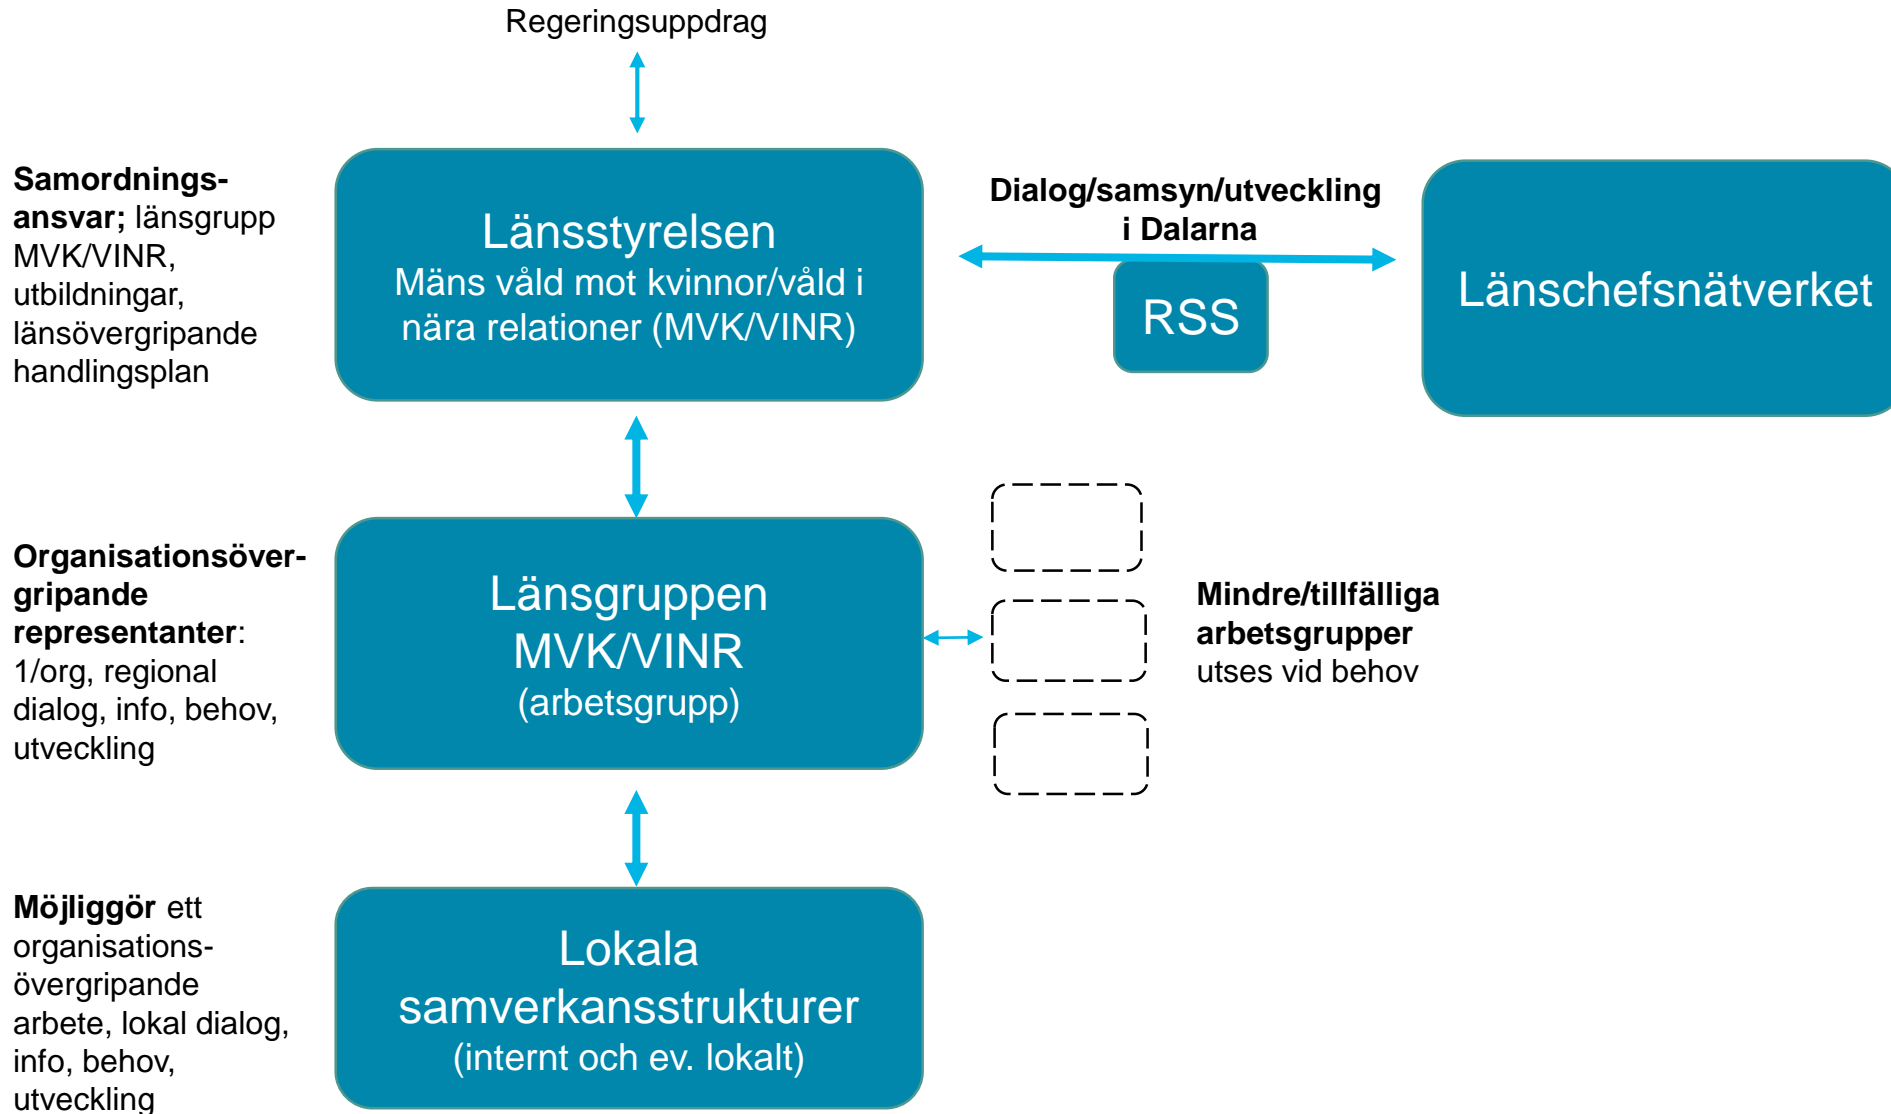 Regeringsuppdrag
Samordnings-
ansvar; länsgrupp
MVK/VINR,
utbildningar,
länsövergripande
handlingsplan
Länsstyrelsen
Mäns våld mot kvinnor/våld i
nära relationer (MVK/VINR)
Dialog/samsyn/utveckling
i Dalarna
RSS
Länschefsnätverket
Organisationsöver-
gripande
representanter:
1/org, regional
dialog, info, behov,
utveckling
Länsgruppen
MVK/VINR
(arbetsgrupp)
Mindre/tillfälliga
arbetsgrupper
utses vid behov
Möjliggör ett
organisations-
övergripande
arbete, lokal dialog,
info, behov,
utveckling
Lokala
samverkansstrukturer
(internt och ev. lokalt)